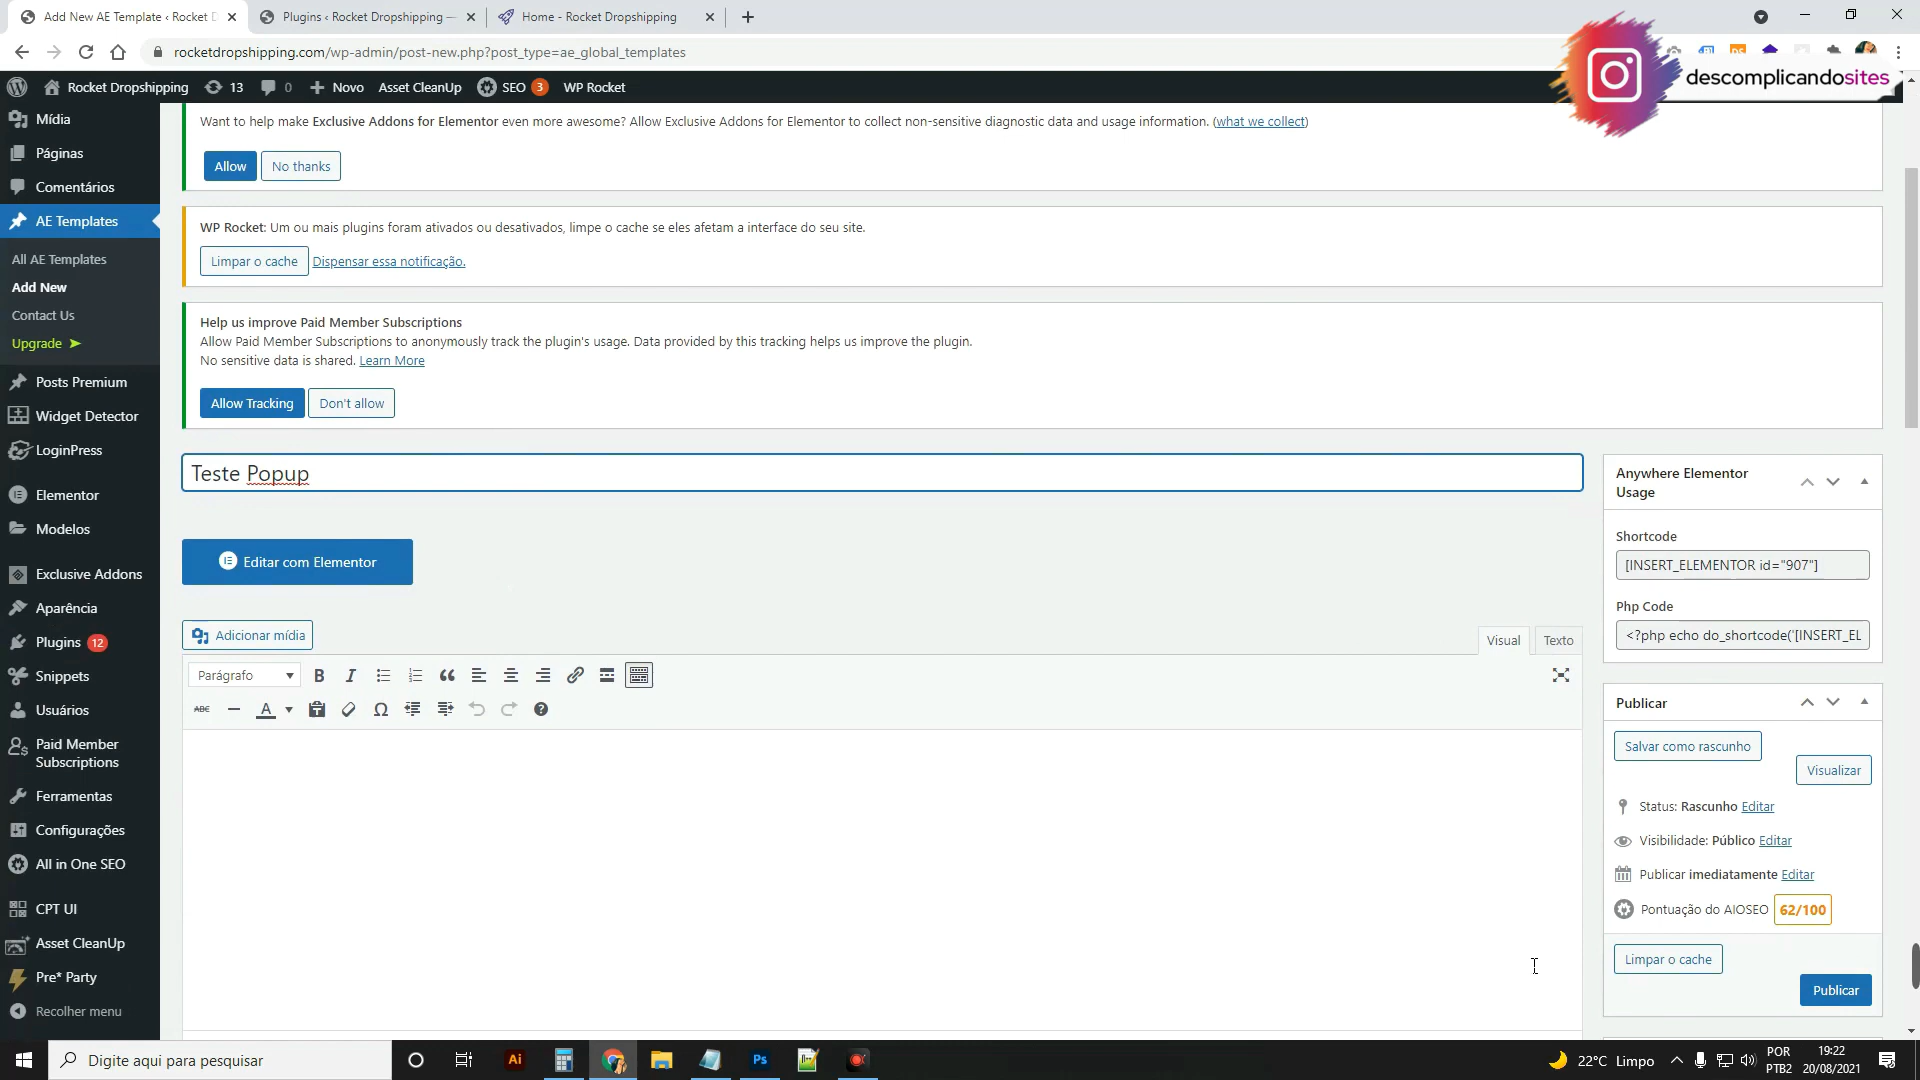 Add New AE Template ‹ Rocket D
Plugins ‹ Rocket Dropshipping —
Home - Rocket Dropshipping
rocketdropshipping.com/wp-admin/post-new.php?post_type=ae_global_templates
descomplicandosites
Rocket Dropshipping
13
0
Novo
Asset CleanUp
SEO
3
WP Rocket
Mídia
Páginas
Comentários
AE Templates
All AE Templates
Add New
Contact Us
Upgrade ➤
Posts Premium
Widget Detector
LoginPress
Elementor
Modelos
Exclusive Addons
Aparência
Plugins 12
Snippets
Usuários
Paid Member
Subscriptions
Ferramentas
Configurações
All in One SEO
CPT UI
Asset CleanUp
Pre* Party
Recolher menu
Want to help make Exclusive Addons for Elementor even more awesome? Allow Exclusive Addons for Elementor to collect non-sensitive diagnostic data and usage information. (what we collect)
Allow
No thanks
WP Rocket: Um ou mais plugins foram ativados ou desativados, limpe o cache se eles afetam a interface do seu site.
Limpar o cache
Dispensar essa notificação.
Help us improve Paid Member Subscriptions
Allow Paid Member Subscriptions to anonymously track the plugin's usage. Data provided by this tracking helps us improve the plugin.
No sensitive data is shared. Learn More
Allow Tracking
Don't allow
Teste Popup
Editar com Elementor
Adicionar mídia
Visual
Texto
Parágrafo
B
I
ABC
A
Ω
Anywhere Elementor
Usage
Shortcode
[INSERT_ELEMENTOR id="907"]
Php Code
<?php echo do_shortcode('[INSERT_EL
Publicar
Salvar como rascunho
Visualizar
Status: Rascunho Editar
Visibilidade: Público Editar
Publicar imediatamente Editar
Pontuação do AIOSEO 62/100
Limpar o cache
Publicar
Digite aqui para pesquisar
Ai
Ps
22°C Limpo
POR
PTB2
19:22
20/08/2021